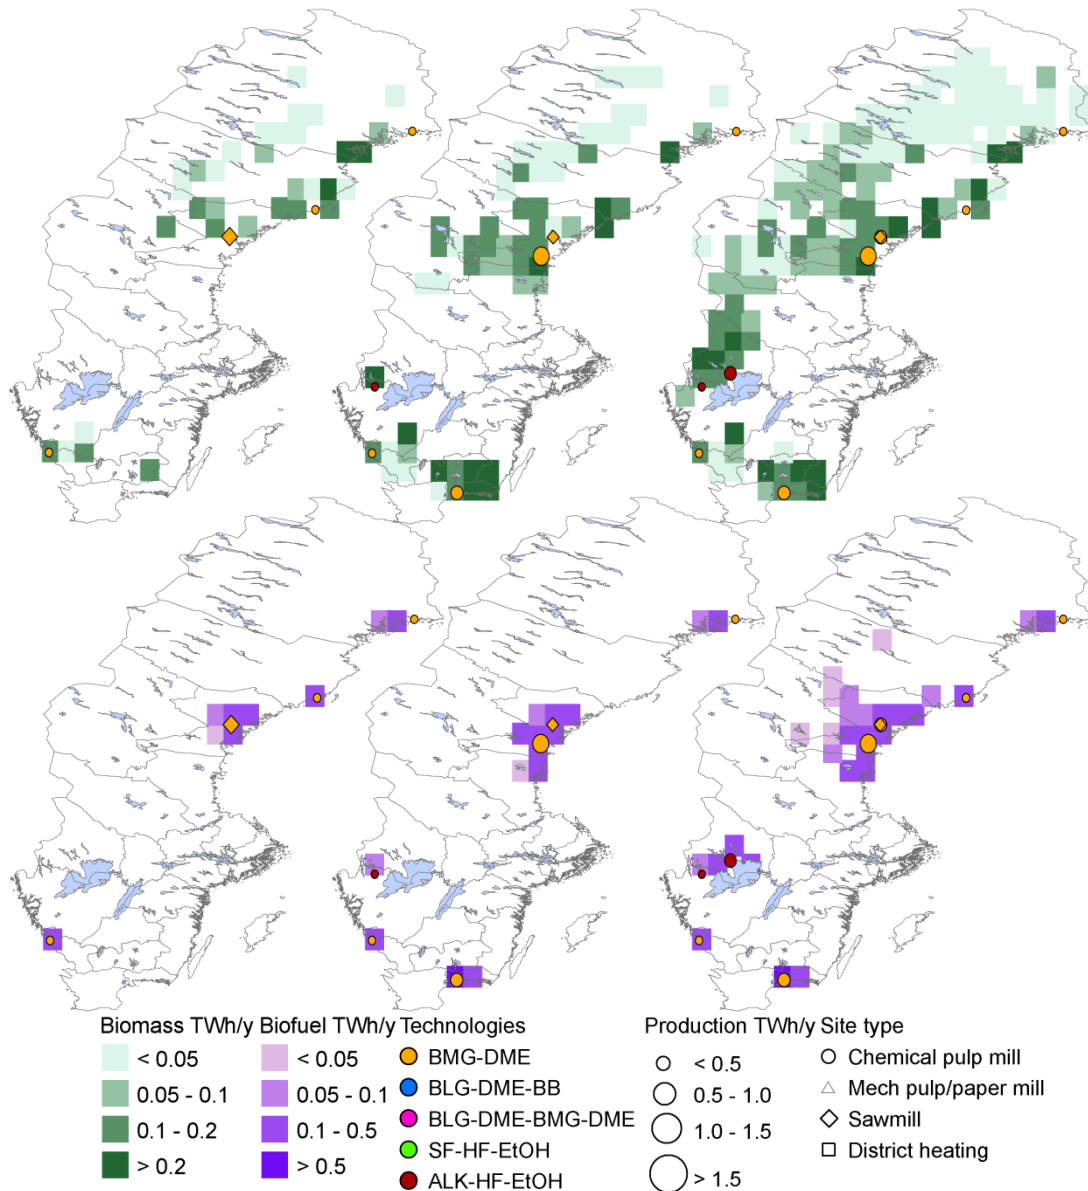 Biomass TWh/y Biofuel TWh/y Technologies Production TWh/y Site type
< 0.05 < 0.05 BMG-DME < 0.5 Chemical pulp mill
0.05 - 0.1 0.05 - 0.1 BLG-DME-BB 0.5 - 1.0 Mech pulp/paper mill
0.1 - 0.2 0.1 - 0.5 BLG-DME-BMG-DME 1.0 - 1.5 Sawmill
> 0.2 > 0.5 SF-HF-EtOH > 1.5 District heating
ALK-HF-EtOH